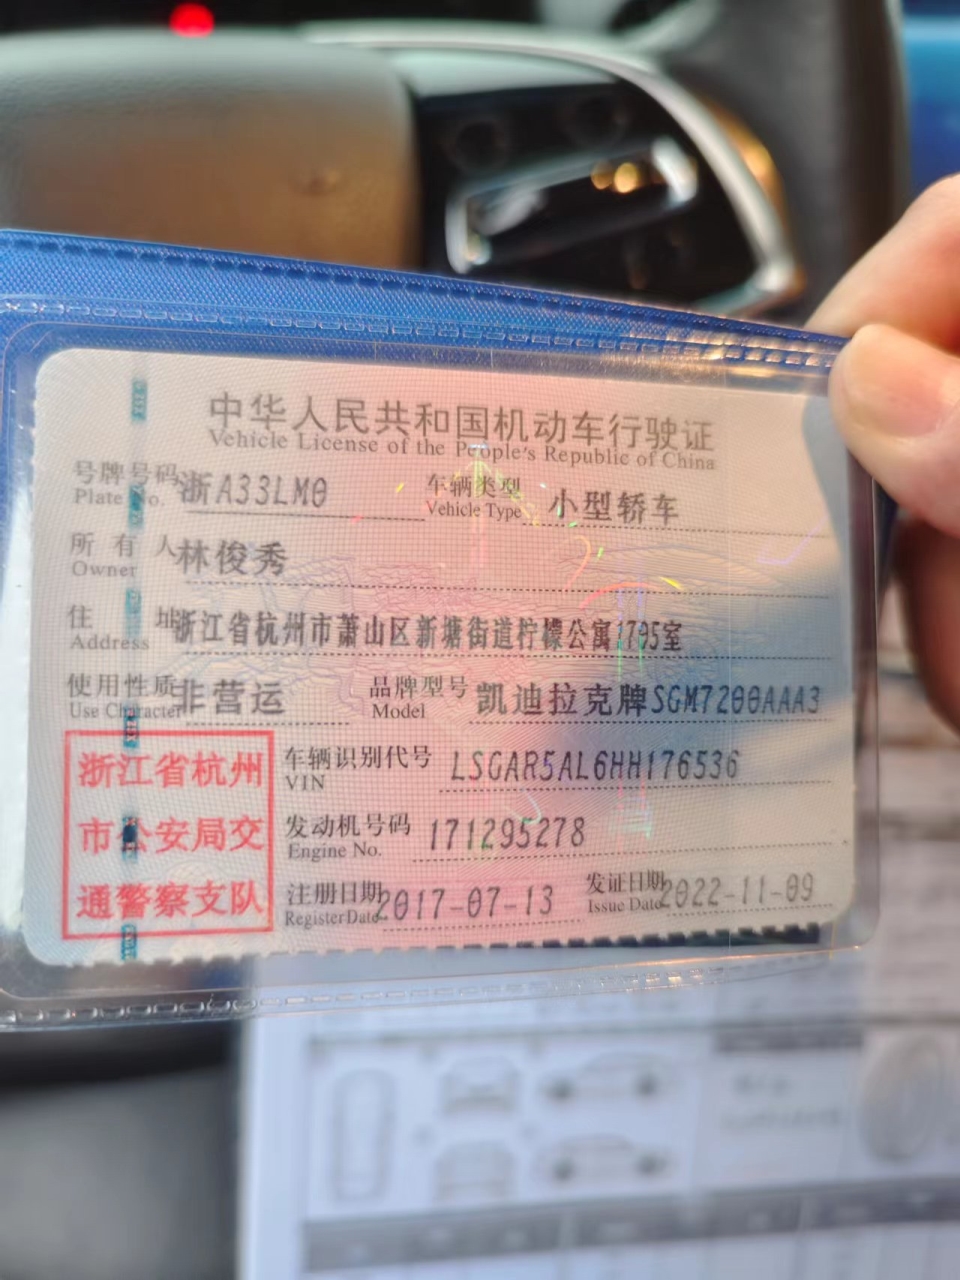 中华人民共和国机动车行驶证
Vehicle License of the People's Republic of China
号牌号码 浙A33LM0 车辆类型 小型轿车
Plate No. Vehicle Type
所有人 林俊秀
Owner
住址 浙江省杭州市萧山区新塘街道柠檬公寓1705室
Address
使用性质 非营运 品牌型号 凯迪拉克牌SGM7200AAA3
Use Character Model
浙江省杭州
市公安局交
通警察支队
车辆识别代号 LSGAR5AL6HH176536
VIN
发动机号码 171295278
Engine No.
注册日期 2017-07-13 发证日期 2022-11-09
Register Date Issue Date